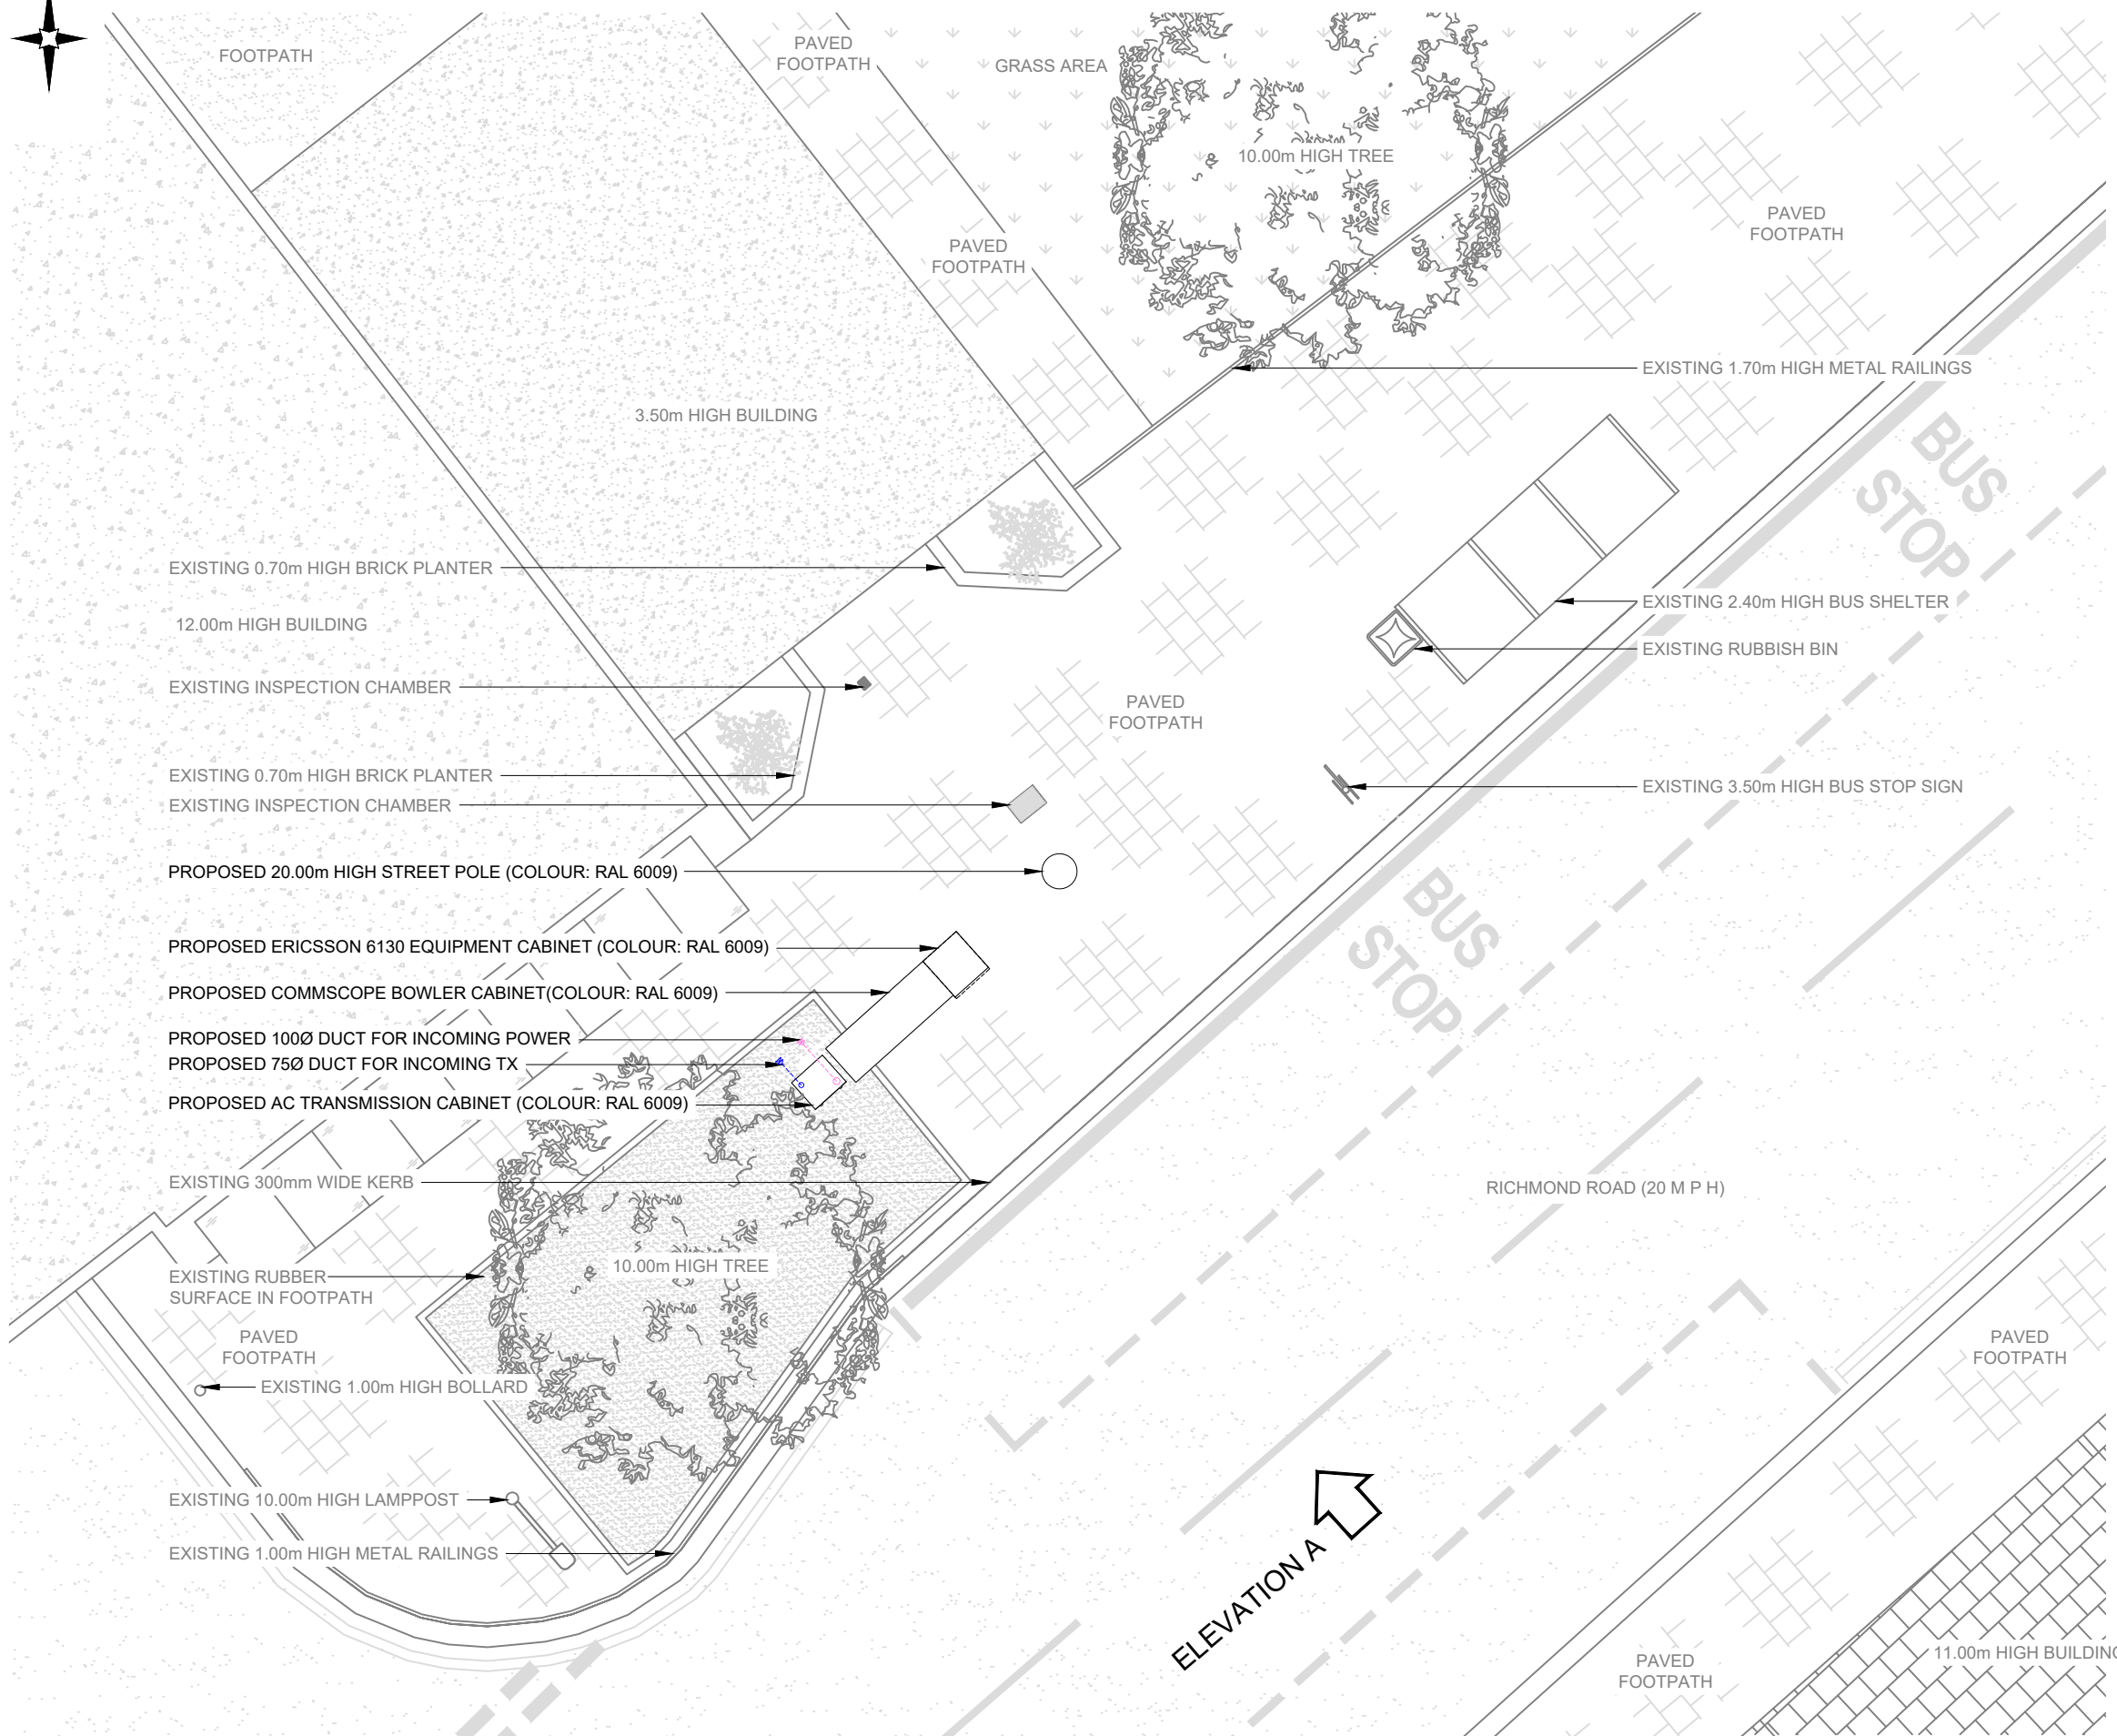 FOOTPATH
PAVED
FOOTPATH
GRASS AREA
10.00m HIGH TREE
PAVED
FOOTPATH
PAVED
FOOTPATH
EXISTING 1.70m HIGH METAL RAILINGS
3.50m HIGH BUILDING
BUS
STOP
EXISTING 0.70m HIGH BRICK PLANTER
EXISTING 2.40m HIGH BUS SHELTER
12.00m HIGH BUILDING
EXISTING RUBBISH BIN
EXISTING INSPECTION CHAMBER
PAVED
FOOTPATH
EXISTING 0.70m HIGH BRICK PLANTER
EXISTING 3.50m HIGH BUS STOP SIGN
EXISTING INSPECTION CHAMBER
PROPOSED 20.00m HIGH STREET POLE (COLOUR: RAL 6009)
BUS
STOP
PROPOSED ERICSSON 6130 EQUIPMENT CABINET (COLOUR: RAL 6009)
PROPOSED COMMSCOPE BOWLER CABINET(COLOUR: RAL 6009)
PROPOSED 100Ø DUCT FOR INCOMING POWER
PROPOSED 75Ø DUCT FOR INCOMING TX
PROPOSED AC TRANSMISSION CABINET (COLOUR: RAL 6009)
EXISTING 300mm WIDE KERB
RICHMOND ROAD (20 M P H)
10.00m HIGH TREE
EXISTING RUBBER
SURFACE IN FOOTPATH
PAVED
FOOTPATH
PAVED
FOOTPATH
EXISTING 1.00m HIGH BOLLARD
EXISTING 10.00m HIGH LAMPPOST
EXISTING 1.00m HIGH METAL RAILINGS
ELEVATION A
PAVED
FOOTPATH
11.00m HIGH BUILDING